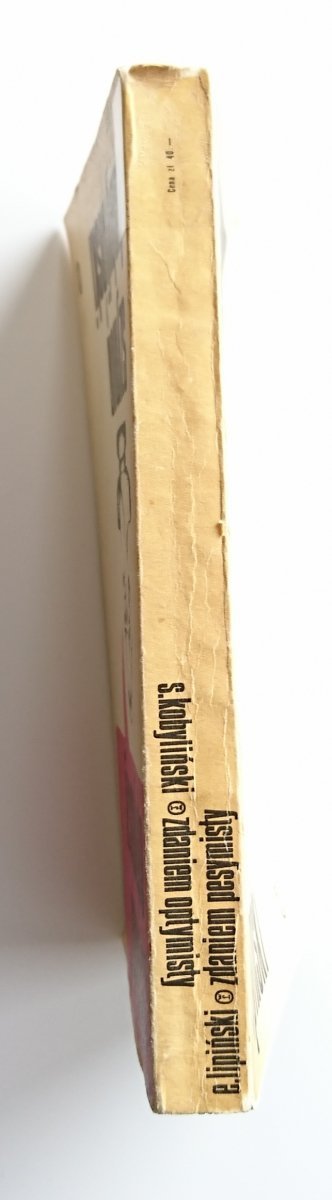 Cena zł 40.—
s.kobyliński zdaniem optymisty
e.lipiński zdaniem pesymisty